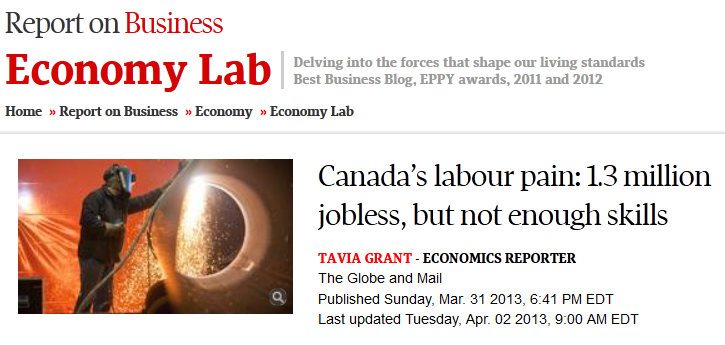 Report on Business
Economy Lab
Delving into the forces that shape our living standards
Best Business Blog, EPPY awards, 2011 and 2012
Home » Report on Business » Economy » Economy Lab
Canada’s labour pain: 1.3 million
jobless, but not enough skills
TAVIA GRANT - ECONOMICS REPORTER
The Globe and Mail
Published Sunday, Mar. 31 2013, 6:41 PM EDT
Last updated Tuesday, Apr. 02 2013, 9:00 AM EDT